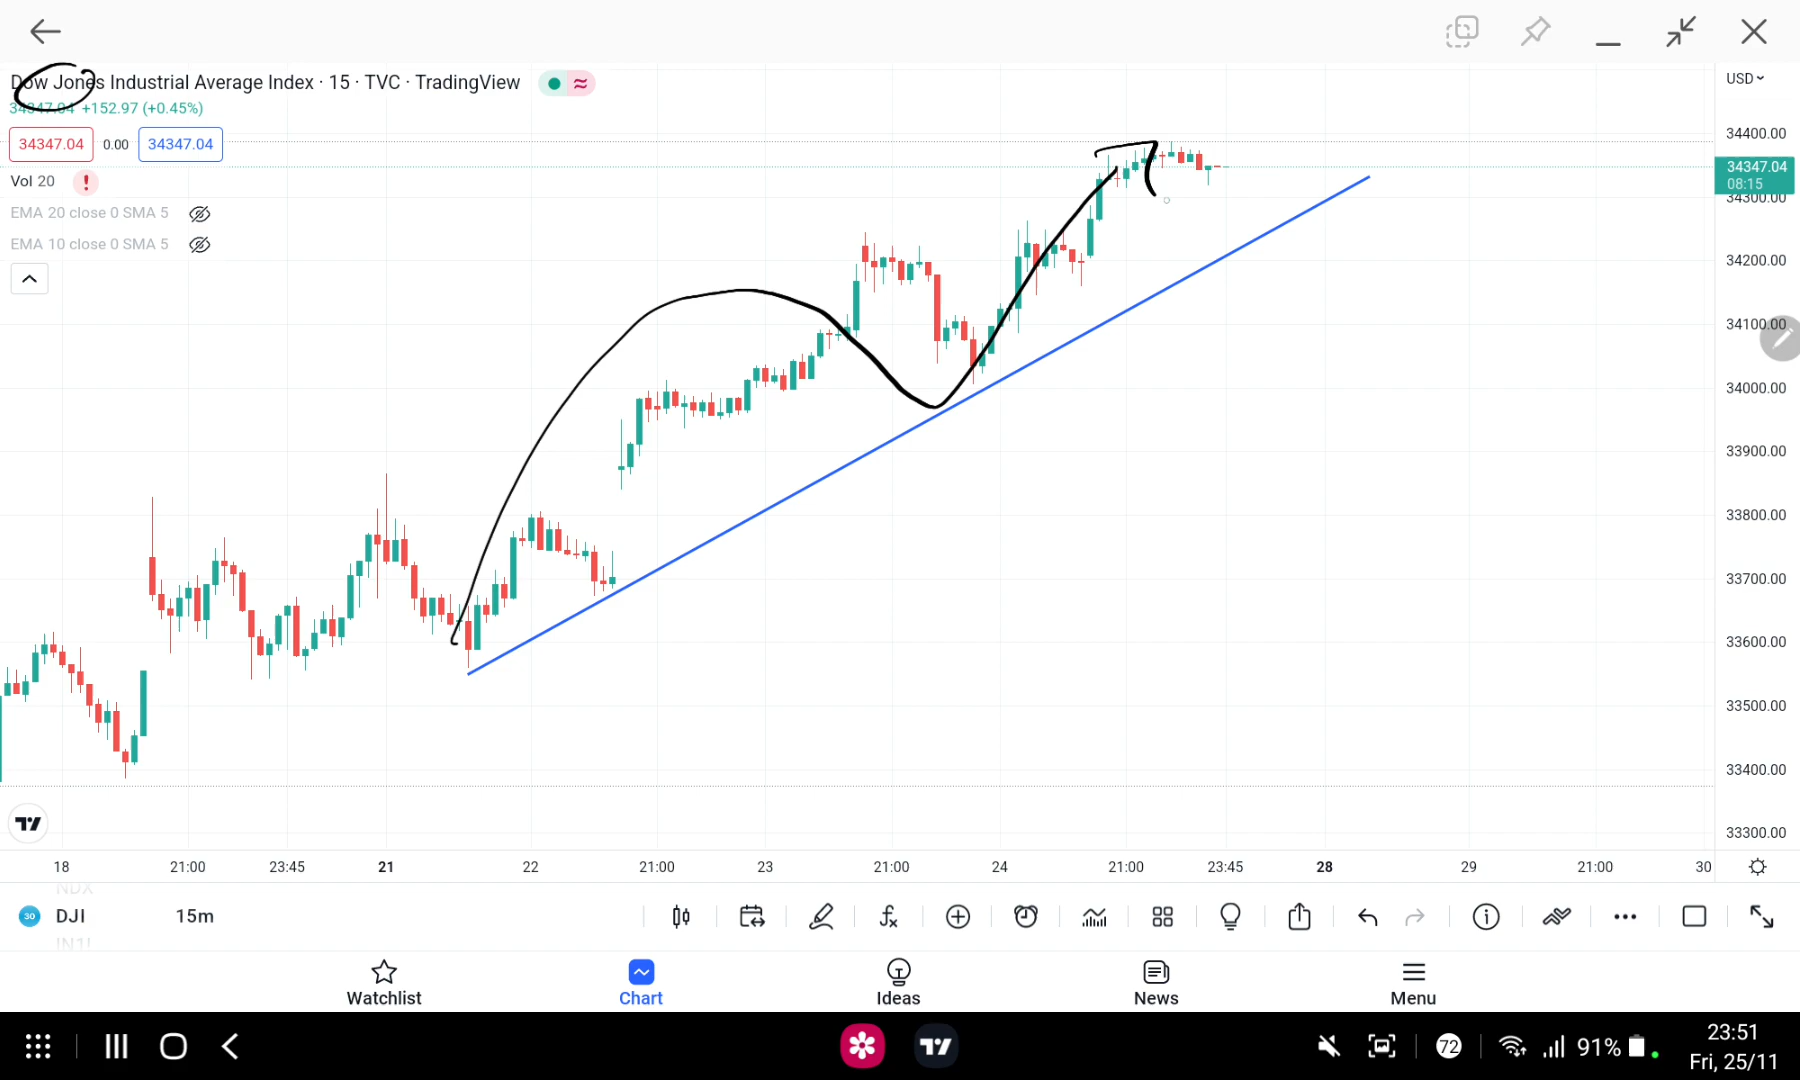 Dow Jones Industrial Average Index · 15 · TVC · TradingView
USD
34347.04 +152.97 (+0.45%)
34347.04 0.00 34347.04
Vol 20
EMA 20 close 0 SMA 5
EMA 10 close 0 SMA 5
34400.00
34347.04
08:15
34300.00
34200.00
34100.00
34000.00
33900.00
33800.00
33700.00
33600.00
33500.00
33400.00
33300.00
18 21:00 23:45 21 22 21:00 23 21:00 24 21:00 23:45 28 29 21:00 30
NDX
30 DJI 15m
Watchlist Chart Ideas News Menu
72 91% 23:51
Fri, 25/11